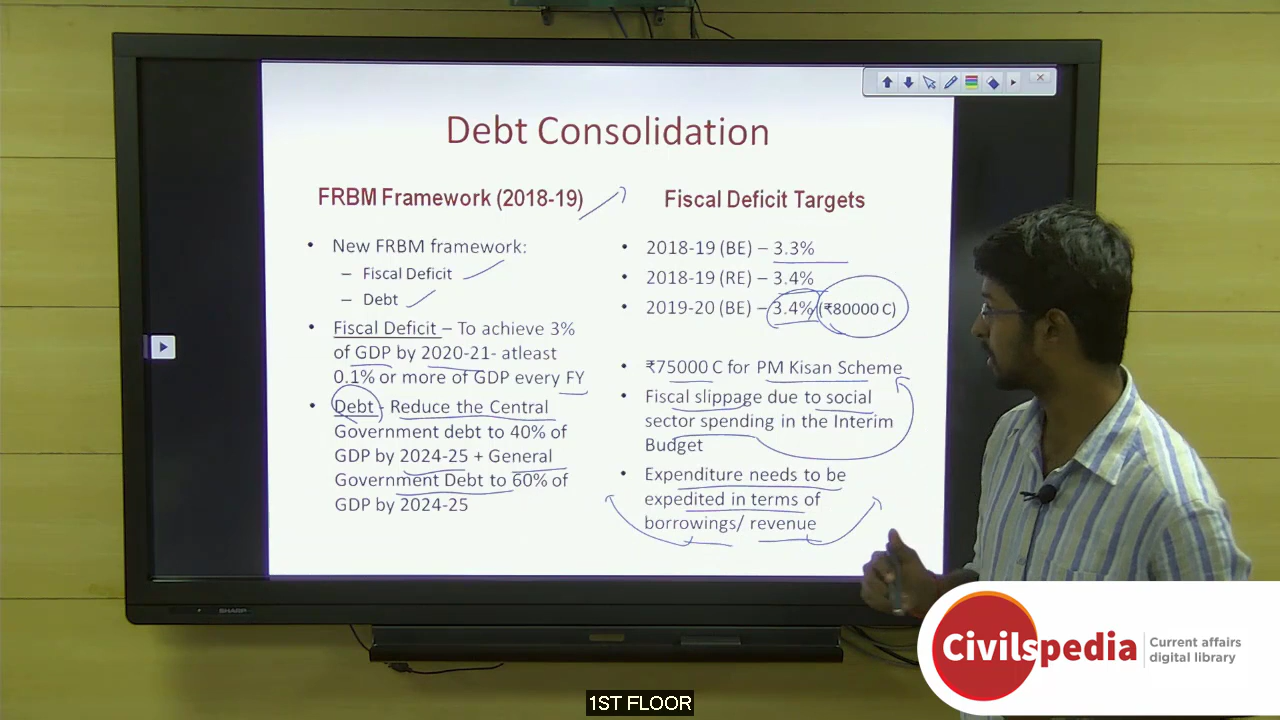 Debt Consolidation
FRBM Framework (2018-19)
• New FRBM framework:
– Fiscal Deficit
– Debt
• Fiscal Deficit – To achieve 3%
of GDP by 2020-21- atleast
0.1% or more of GDP every FY
• Debt - Reduce the Central
Government debt to 40% of
GDP by 2024-25 + General
Government Debt to 60% of
GDP by 2024-25
Fiscal Deficit Targets
• 2018-19 (BE) – 3.3%
• 2018-19 (RE) – 3.4%
• 2019-20 (BE) – 3.4% (₹80000 C)
• ₹75000 C for PM Kisan Scheme
• Fiscal slippage due to social
sector spending in the Interim
Budget
• Expenditure needs to be
expedited in terms of
borrowings/ revenue
SHARP
Civilspedia
Current affairs
digital library
1ST FLOOR